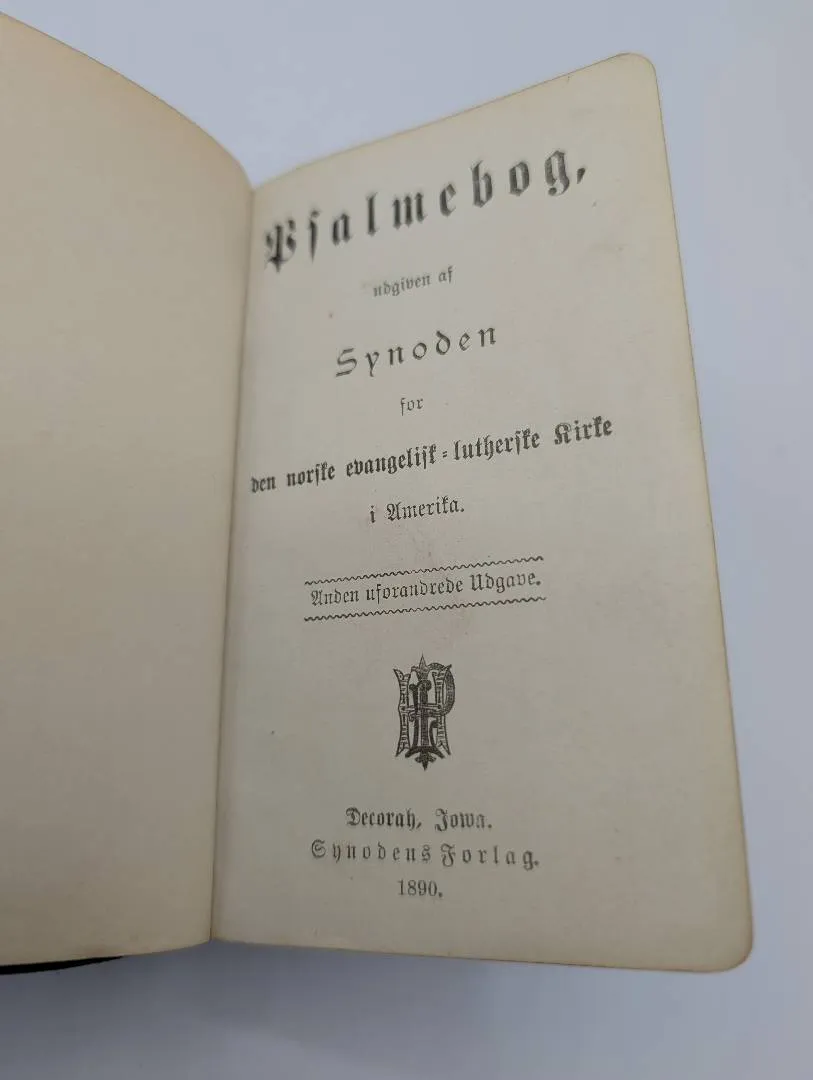 Psalmebog,
udgiven af
Synoden
for
den norske evangelisk-lutherske Kirke
i Amerika.
Anden uforandrede Udgave.
Decorah, Iowa.
Synodens Forlag.
1890.